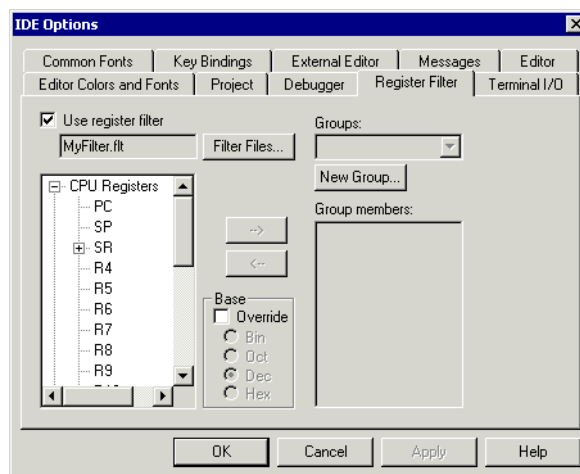 IDE Options
Common Fonts Key Bindings External Editor Messages Editor
Editor Colors and Fonts Project Debugger Register Filter Terminal I/O
Use register filter
MyFilter.flt Filter Files...
Groups:
New Group...
Group members:
CPU Registers
PC
SP
SR
R4
R5
R6
R7
R8
R9
-->
<--
Base
Override
Bin
Oct
Dec
Hex
OK Cancel Apply Help